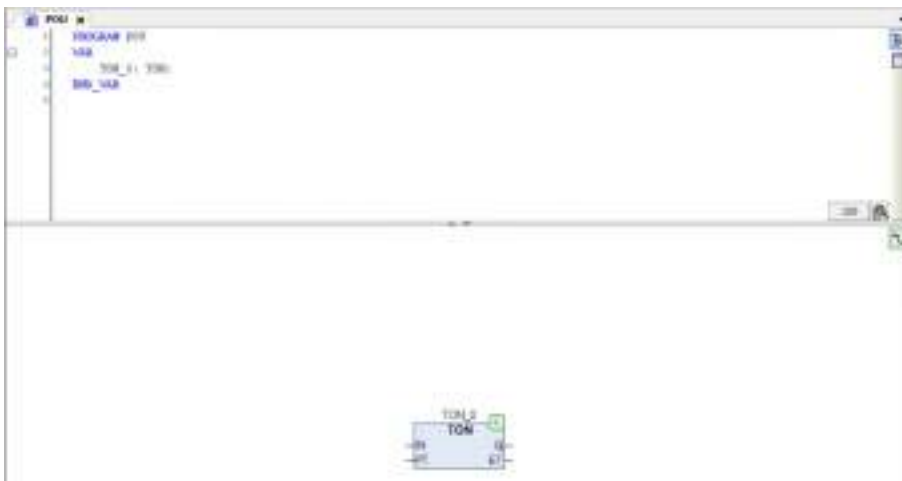 POU
PROGRAM POU
VAR
TON_0: TON;
END_VAR
TON_0
TON
IN Q
PT ET